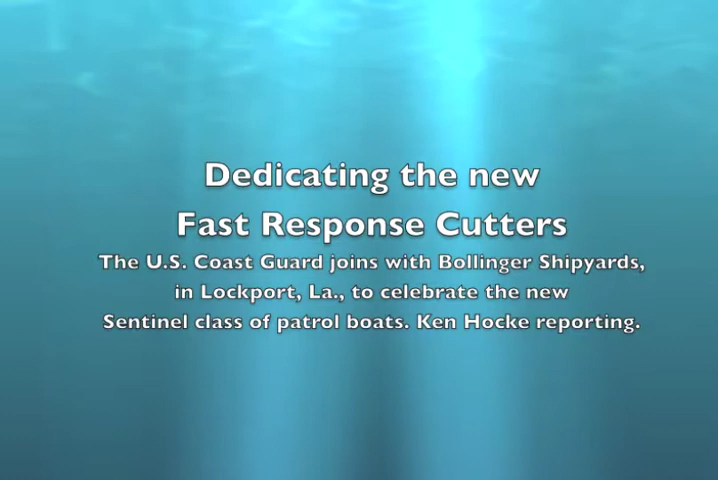 Dedicating the new
Fast Response Cutters
The U.S. Coast Guard joins with Bollinger Shipyards,
in Lockport, La., to celebrate the new
Sentinel class of patrol boats. Ken Hocke reporting.